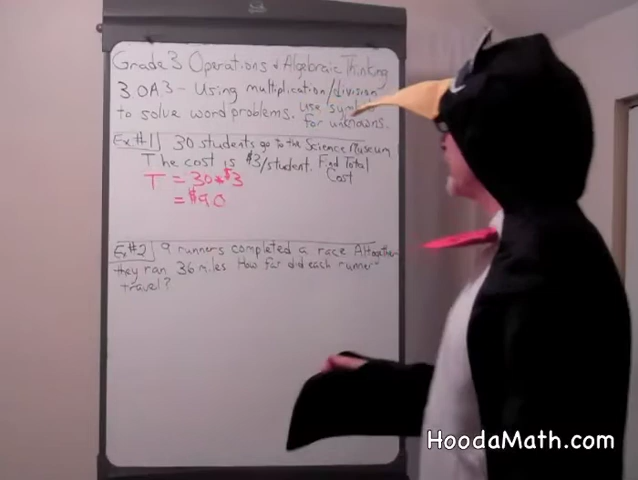 Grade 3 Operations & Algebraic Thinking
3.OA3 - Using multiplication/division
to solve word problems. use symbols
for unknowns.
Ex#1 30 students go to the Science Museum
The cost is $3/student. Find Total
Cost
T = 30 * $3
= $90
Ex#2 9 runners completed a race Altogether
they ran 36 miles How far did each runner
travel?
HoodaMath.com